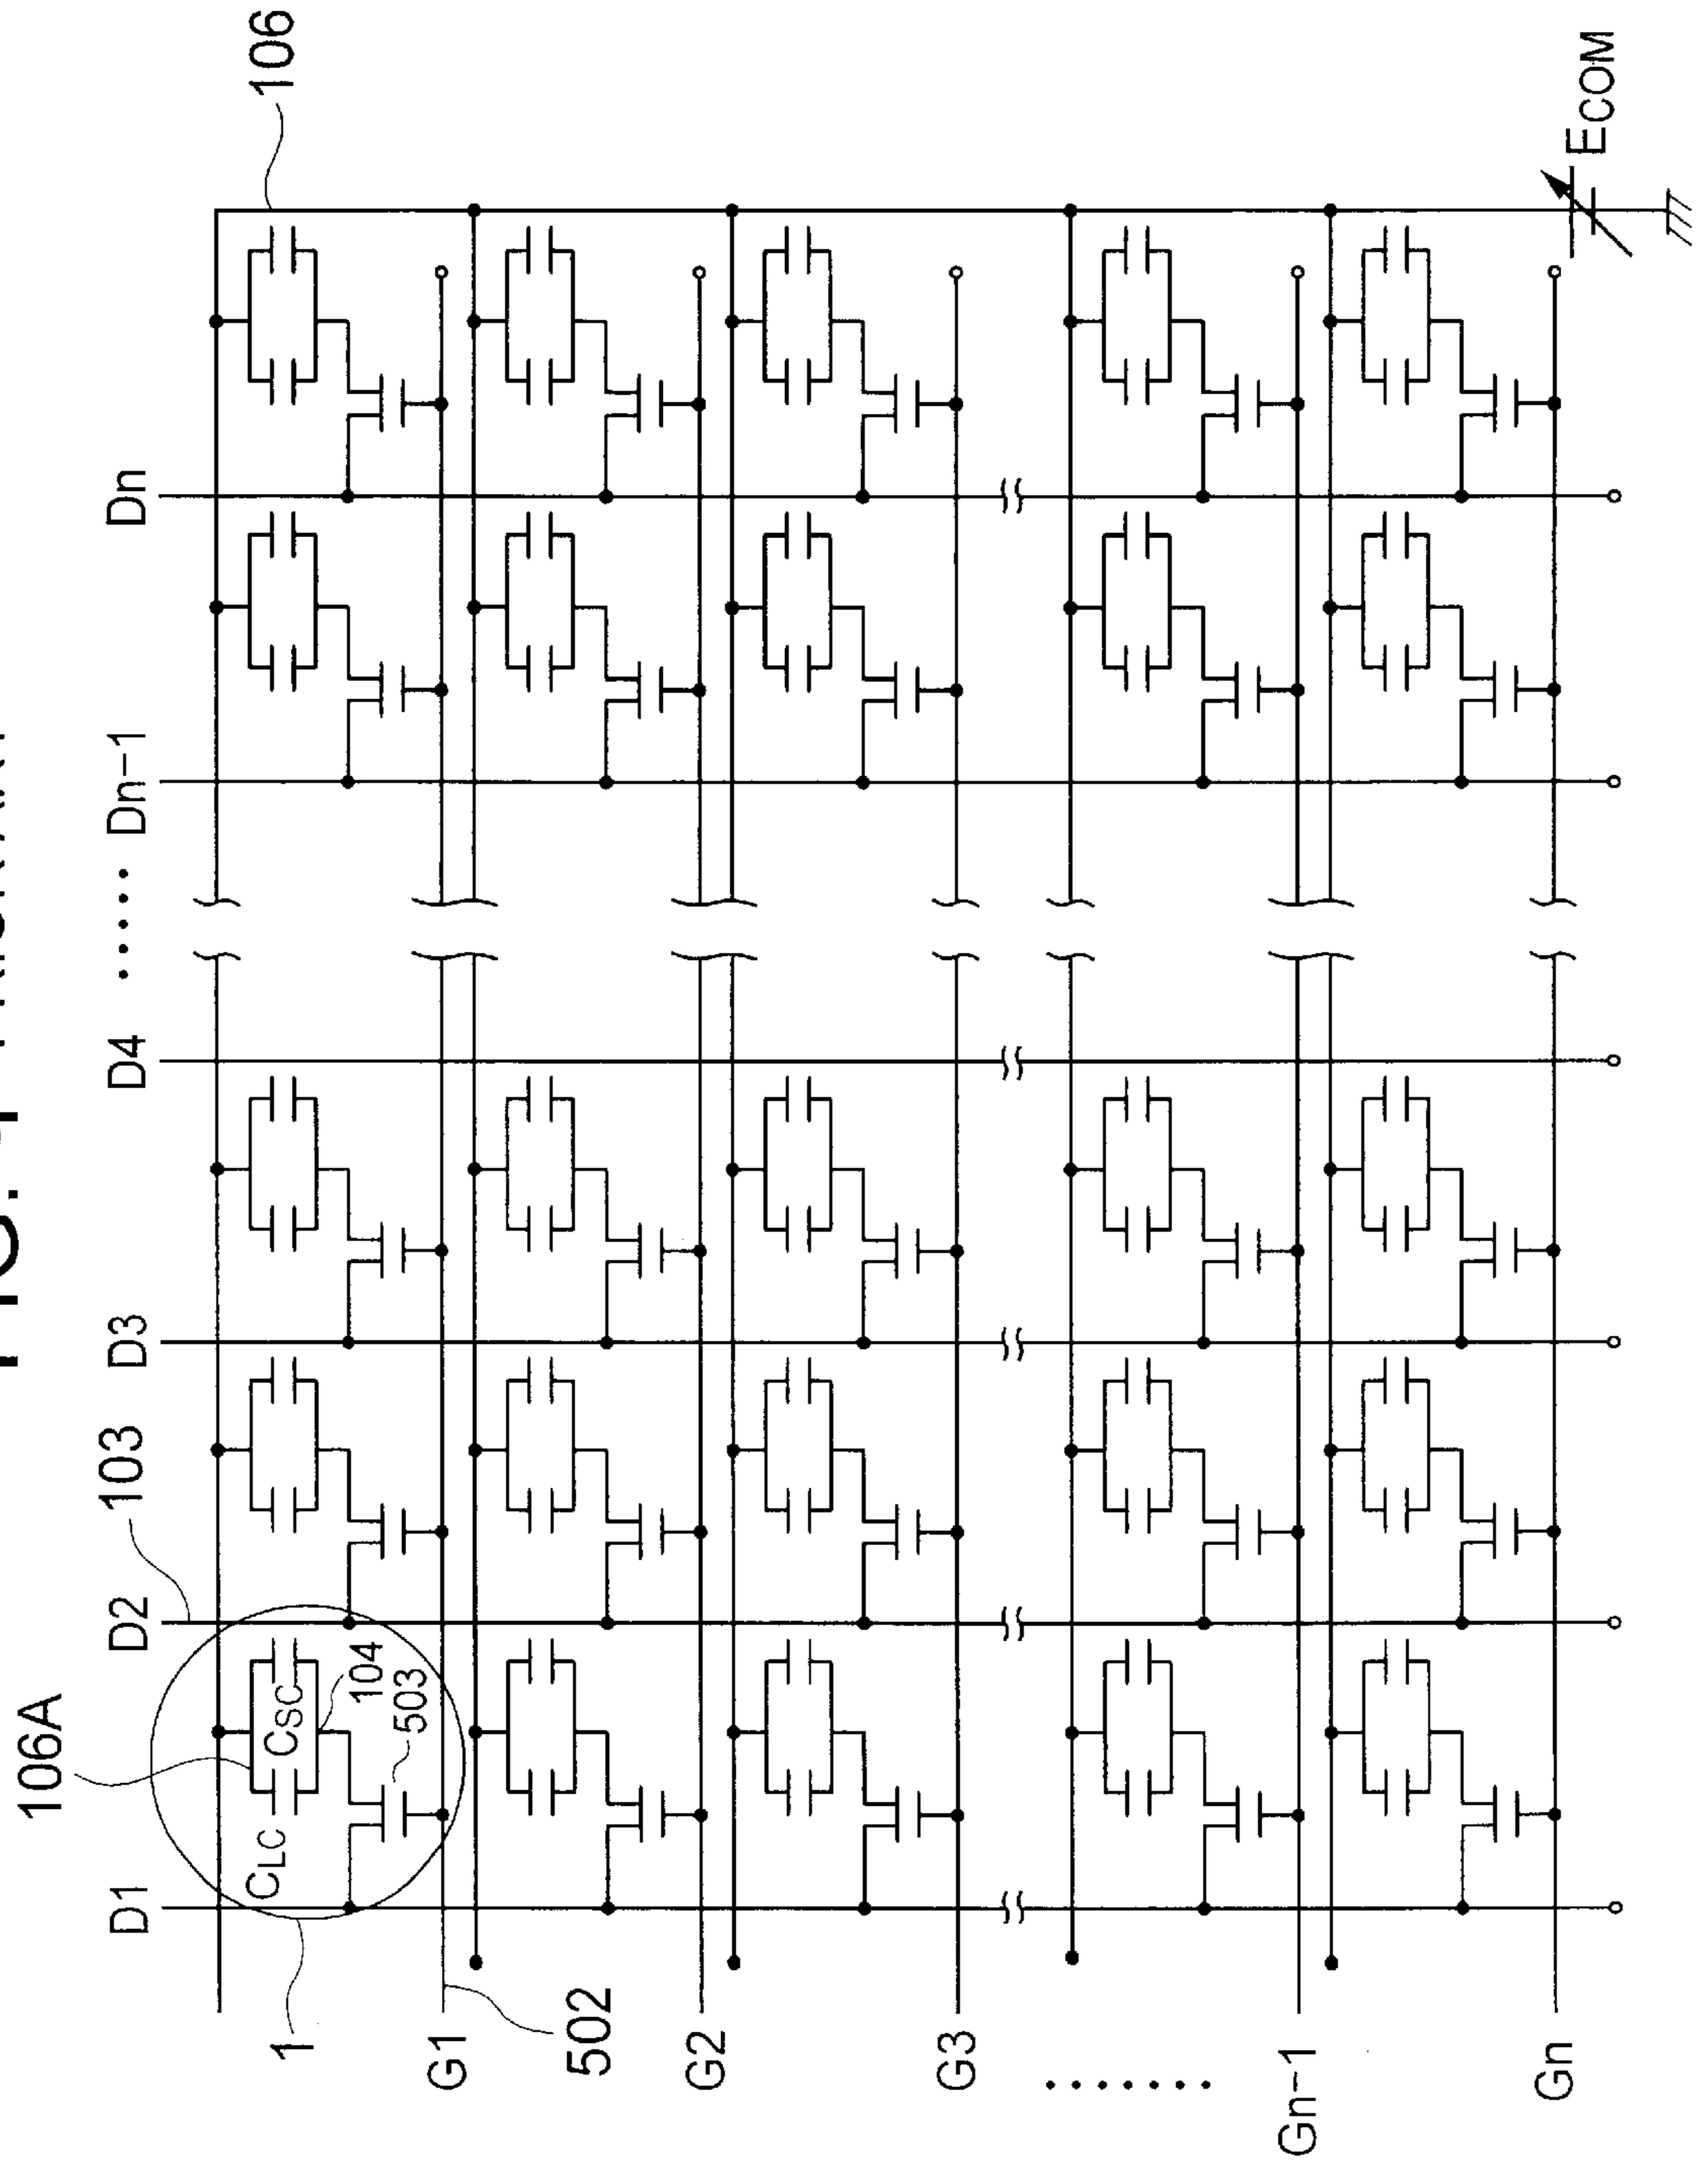 106
D1
D2
103
D3
D4
......
Dn-1
Dn
106A
CLC
CSC
104
503
1
502
G1
G2
G3
.......
Gn-1
Gn
ECOM